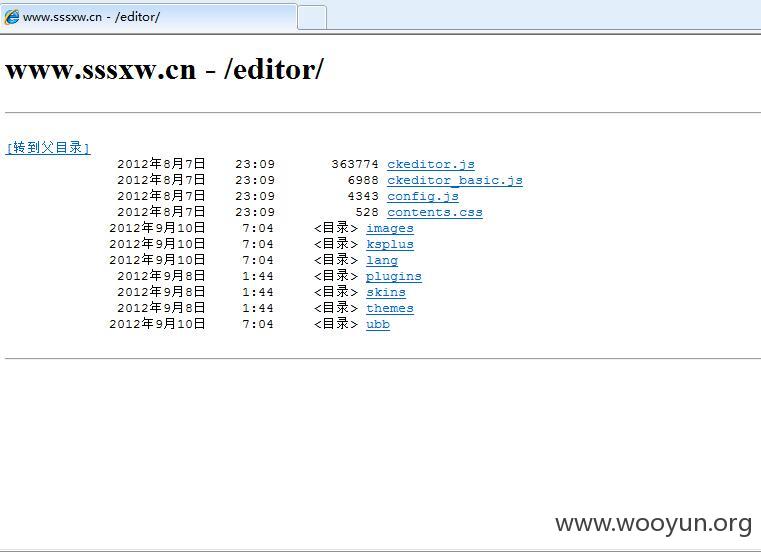 www.sssxw.cn - /editor/
www.sssxw.cn - /editor/
[转到父目录]
2012年8月7日 23:09 363774 ckeditor.js
2012年8月7日 23:09 6988 ckeditor_basic.js
2012年8月7日 23:09 4343 config.js
2012年8月7日 23:09 528 contents.css
2012年9月10日 7:04 <目录> images
2012年9月10日 7:04 <目录> ksplus
2012年9月10日 7:04 <目录> lang
2012年9月8日 1:44 <目录> plugins
2012年9月8日 1:44 <目录> skins
2012年9月8日 1:44 <目录> themes
2012年9月10日 7:04 <目录> ubb
www.wooyun.org